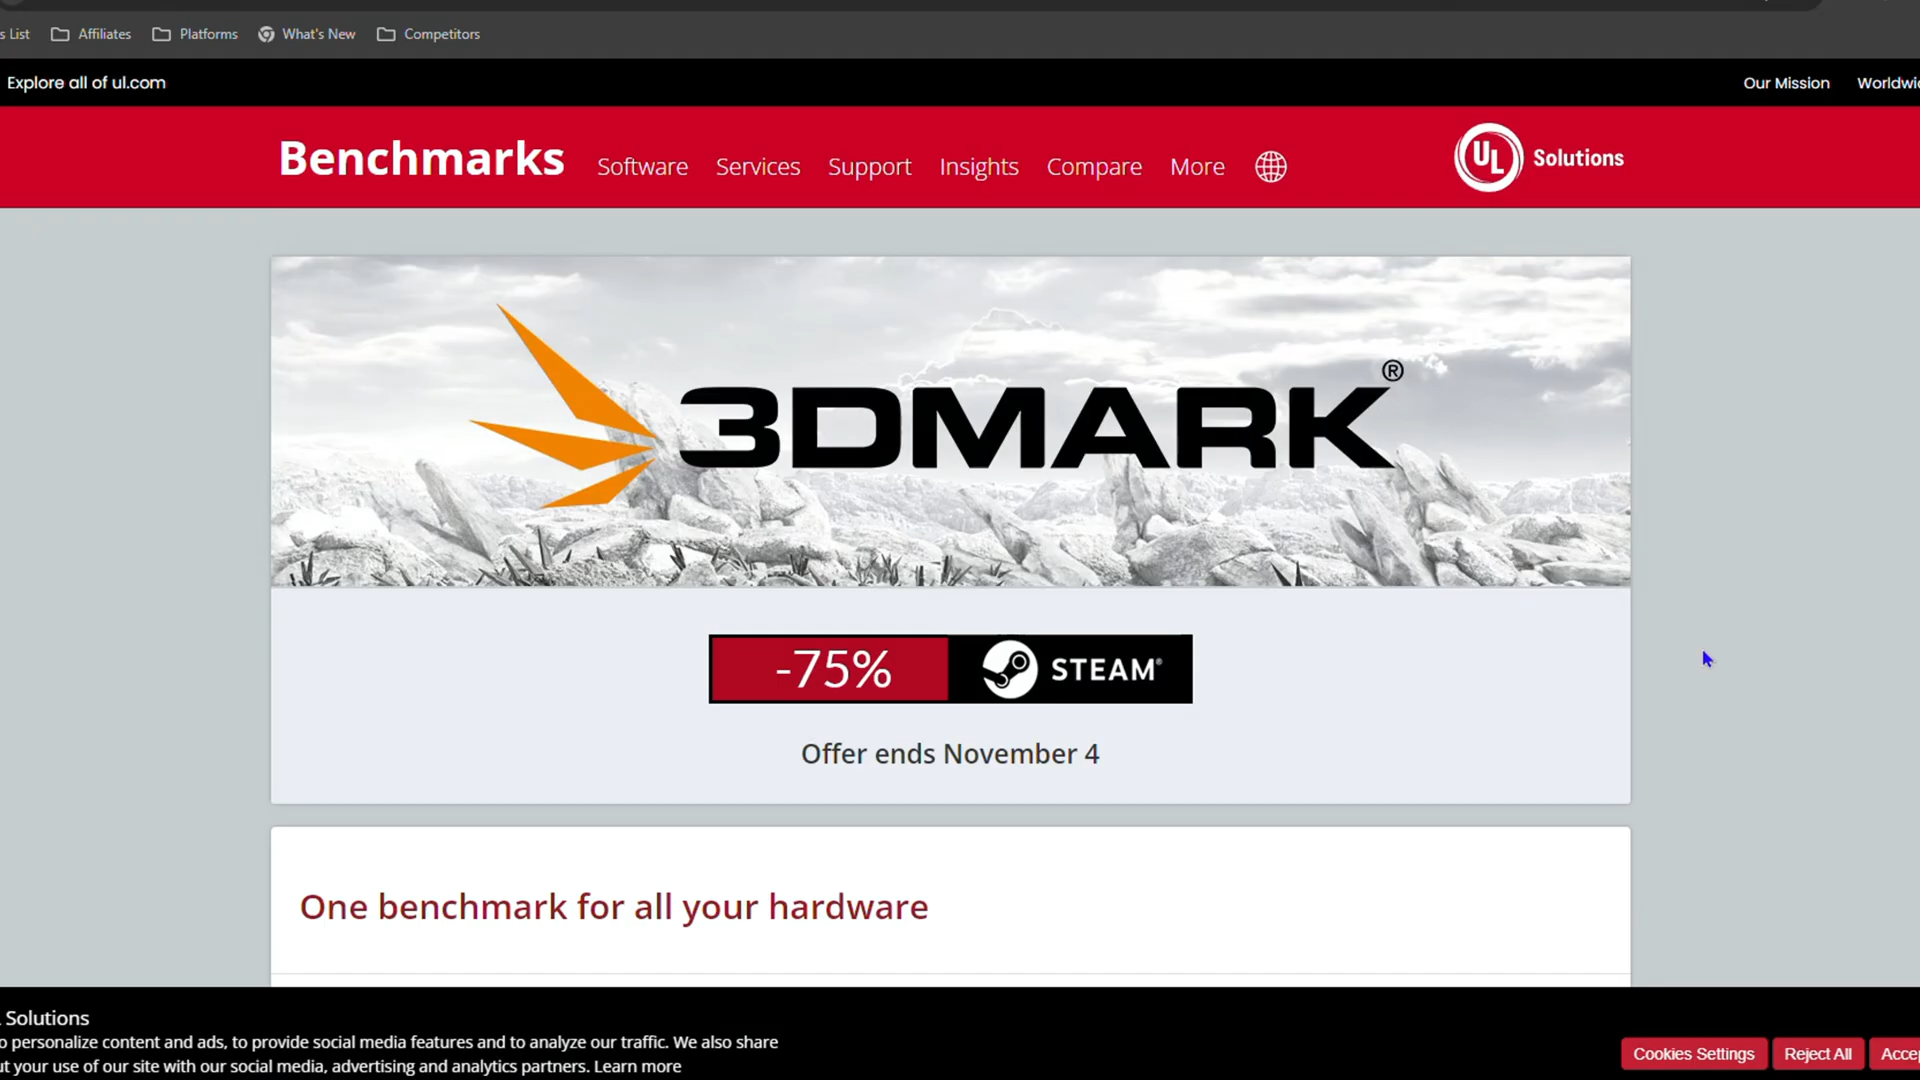 s List Affiliates Platforms What's New Competitors
Explore all of ul.com Our Mission Worldwi
Benchmarks Software Services Support Insights Compare More UL Solutions
3DMARK®
-75% STEAM®
Offer ends November 4
One benchmark for all your hardware
Solutions
o personalize content and ads, to provide social media features and to analyze our traffic. We also share
ut your use of our site with our social media, advertising and analytics partners. Learn more
Cookies Settings Reject All Accep